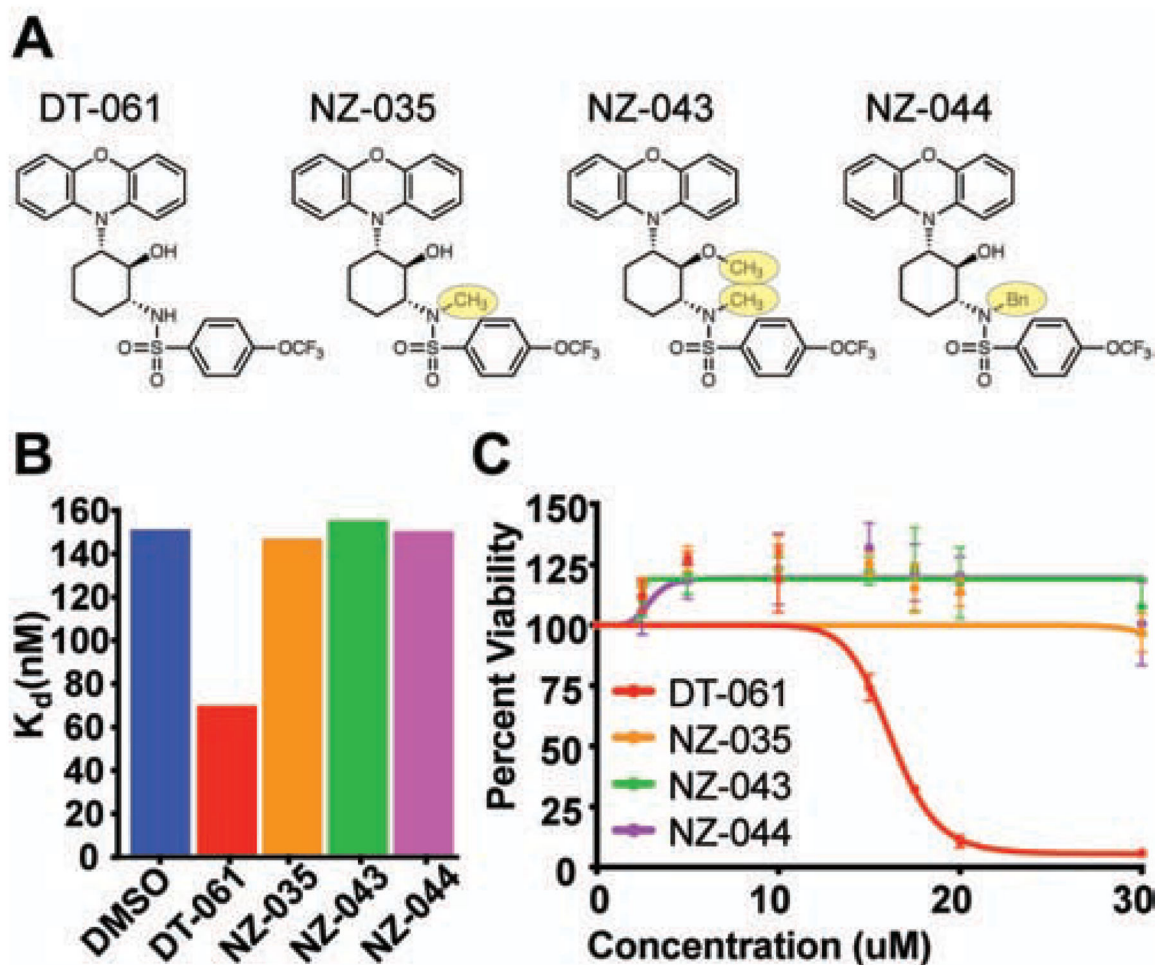 A
DT-061 NZ-035 NZ-043 NZ-044
O O O O
N N N N
OH OH O CH3 OH
NH N CH3 N CH3 N Bn
O=S O=S O=S O=S
O O O O
OCF3 OCF3 OCF3 OCF3
B
Kd(nM)
160
140
120
100
80
60
40
20
0
DMSO DT-061 NZ-035 NZ-043 NZ-044
C
Percent Viability
150
125
100
75
50
25
0
DT-061
NZ-035
NZ-043
NZ-044
0 10 20 30
Concentration (uM)